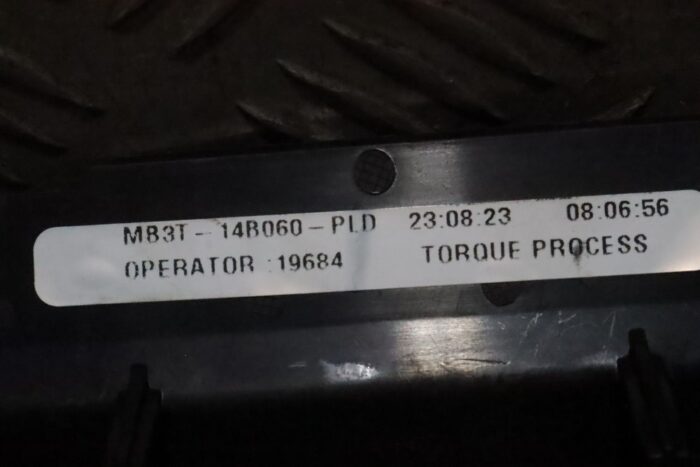 MB3T-14B060-PLD 23:08:23 08:06:56
OPERATOR :19684 TORQUE PROCESS